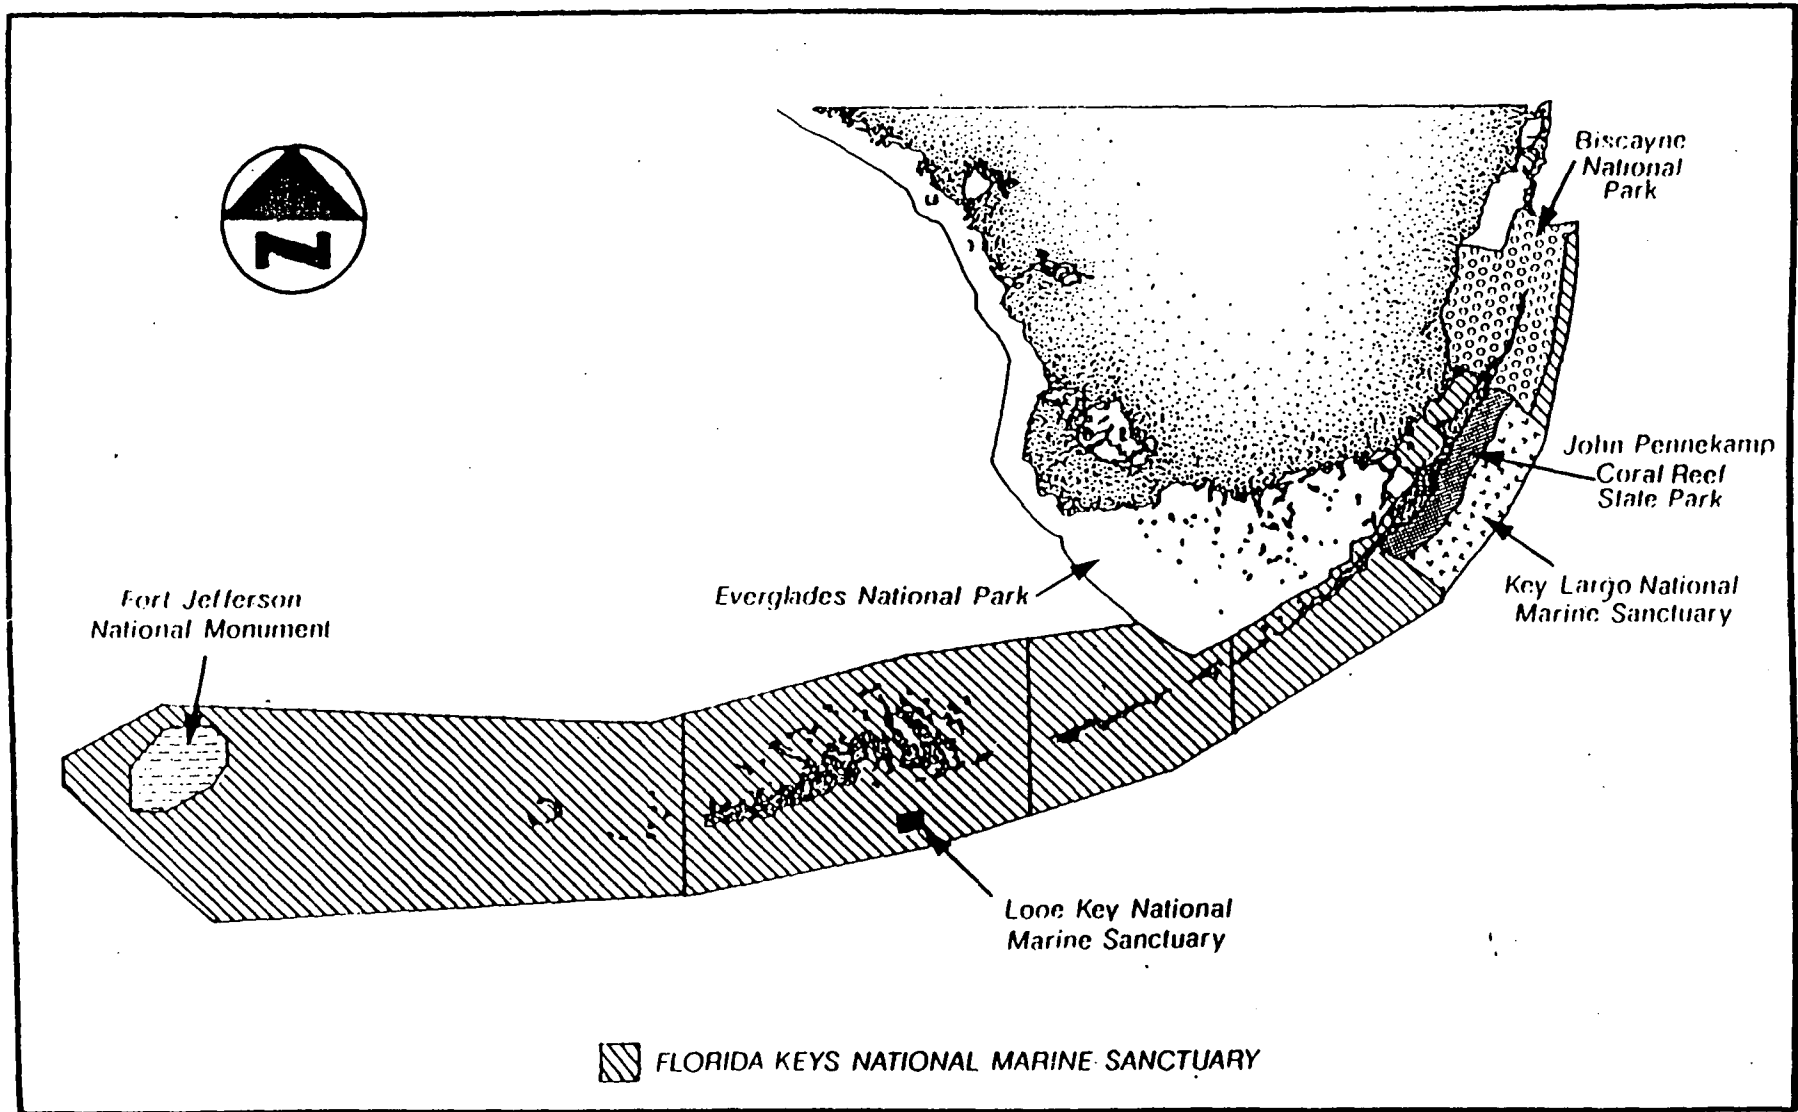 N
Biscayne
National
Park
John Pennekamp
Coral Reef
State Park
Key Largo National
Marine Sanctuary
Everglades National Park
Fort Jefferson
National Monument
Looe Key National
Marine Sanctuary
FLORIDA KEYS NATIONAL MARINE SANCTUARY